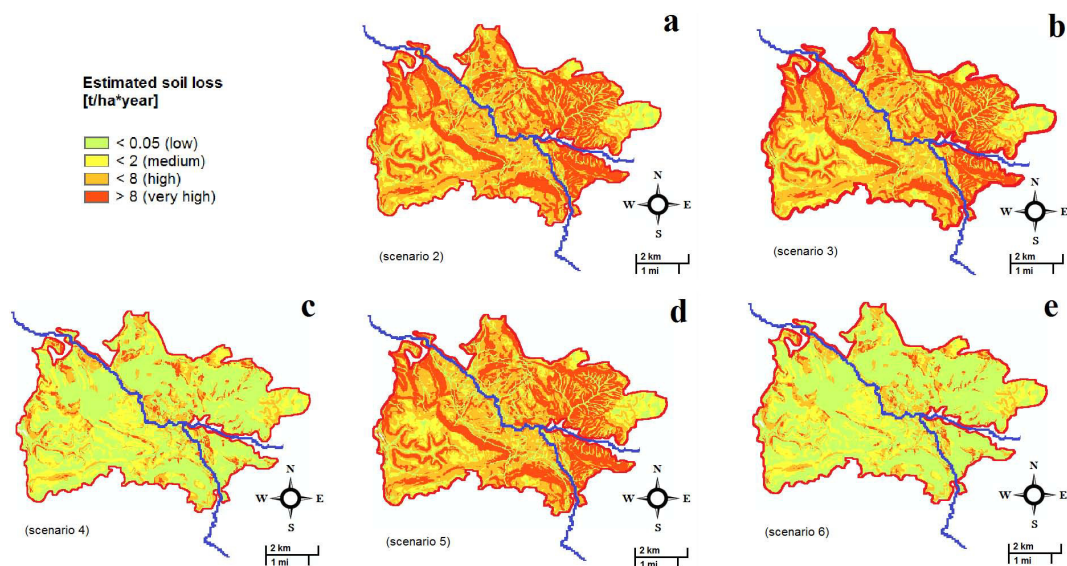 Estimated soil loss
[t/ha*year]
< 0.05 (low)
< 2 (medium)
< 8 (high)
> 8 (very high)
a
N
W E
S
(scenario 2)
2 km
1 mi
b
N
W E
S
(scenario 3)
2 km
1 mi
c
N
W E
S
(scenario 4)
2 km
1 mi
d
N
W E
S
(scenario 5)
2 km
1 mi
e
N
W E
S
(scenario 6)
2 km
1 mi